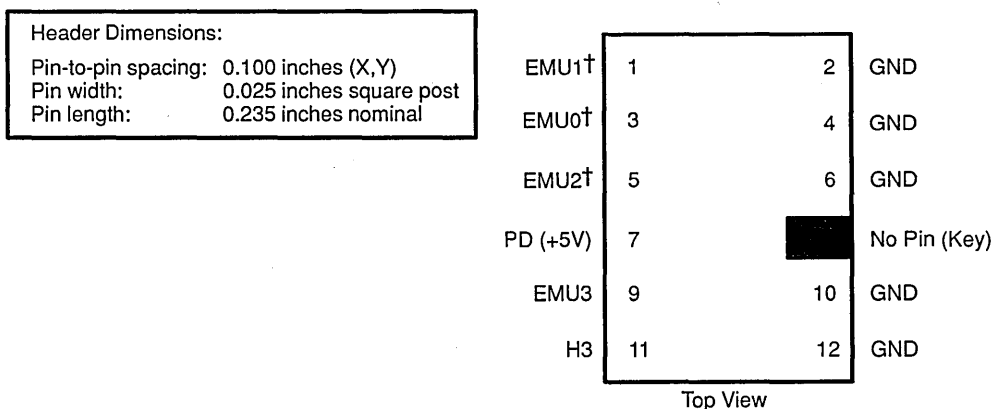 Header Dimensions:
Pin-to-pin spacing: 0.100 inches (X,Y)
Pin width: 0.025 inches square post
Pin length: 0.235 inches nominal
EMU1† 1 2 GND
EMU0† 3 4 GND
EMU2† 5 6 GND
PD (+5V) 7 No Pin (Key)
EMU3 9 10 GND
H3 11 12 GND
Top View